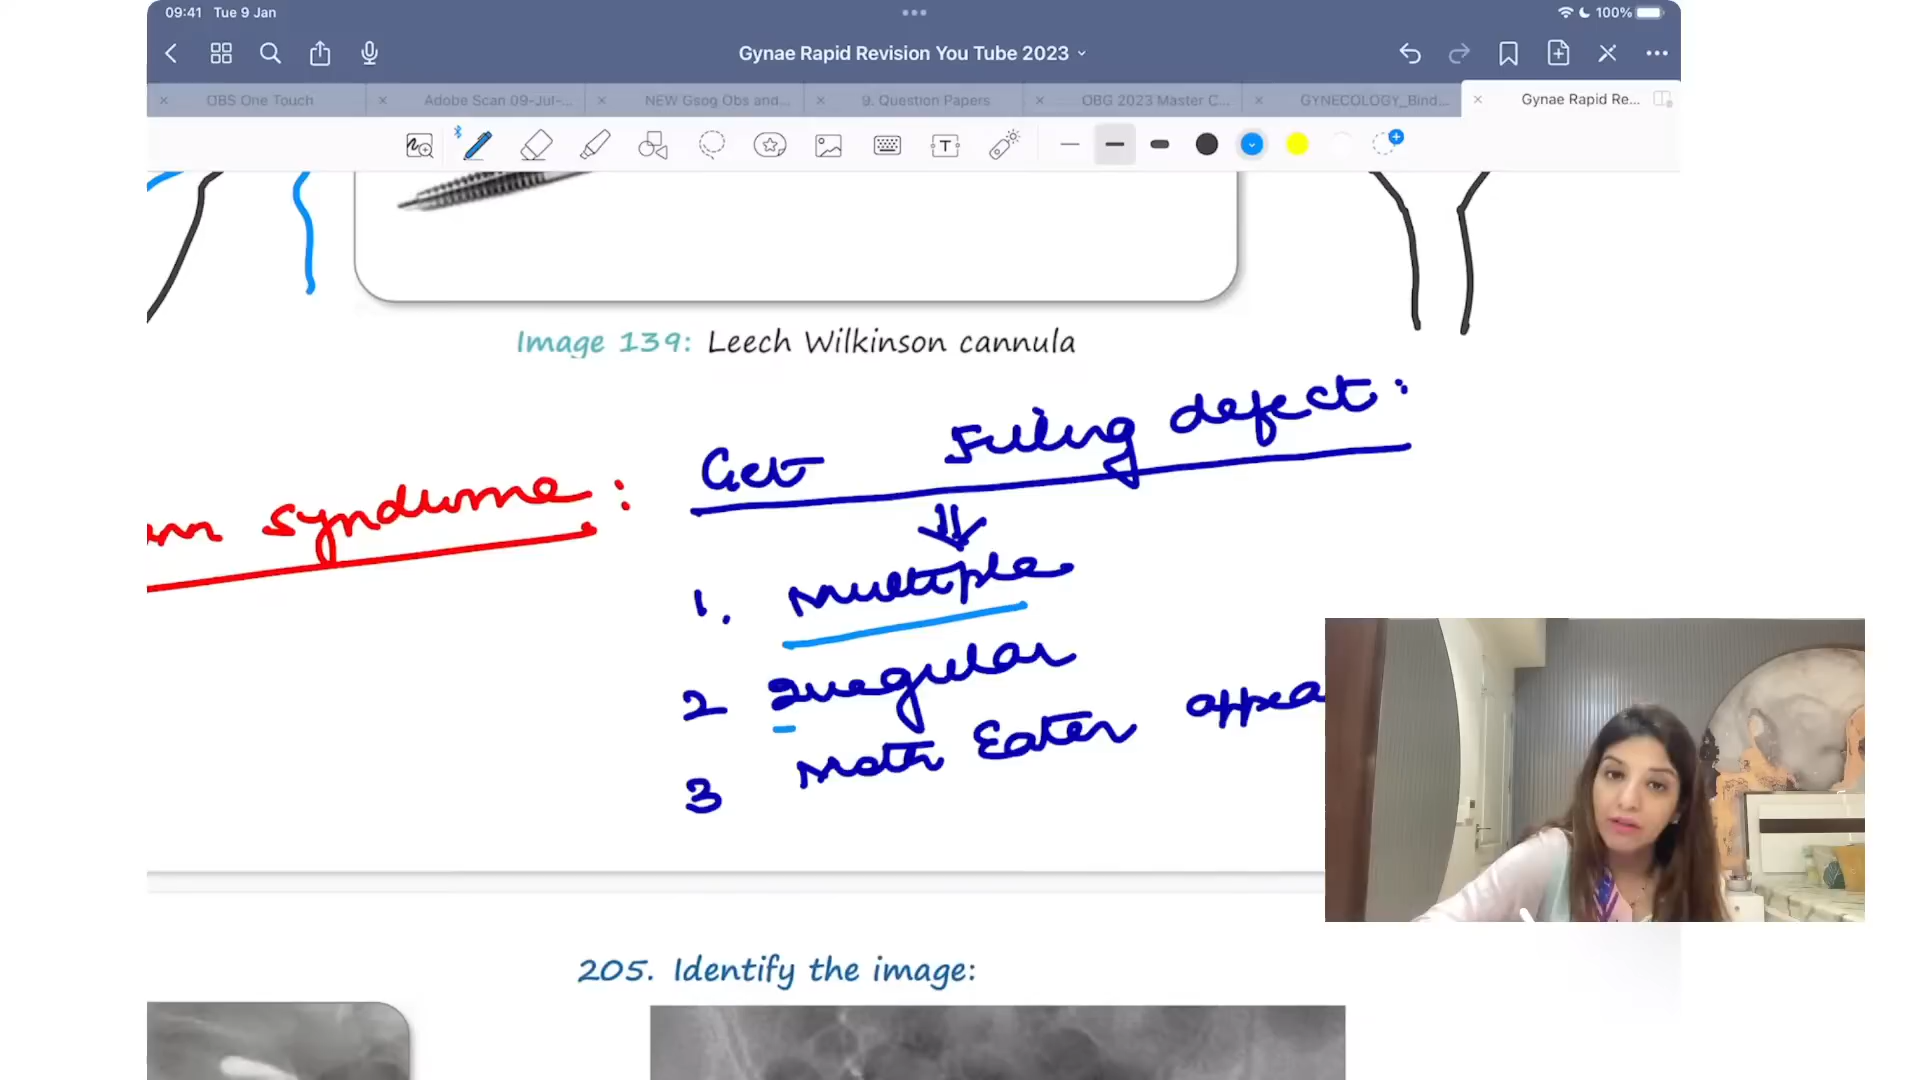 09:41 Tue 9 Jan
100%
Gynae Rapid Revision You Tube 2023
OBS One Touch
Adobe Scan 09-Jul-...
NEW Gsog Obs and...
9. Question Papers
OBG 2023 Master C...
GYNECOLOGY_Bind...
Gynae Rapid Re...
T
Image 139: Leech Wilkinson cannula
Get Filling defect:
syndrome:
1. Multiple
2 Irregular
3 Moth Eaten appea
205. Identify the image: